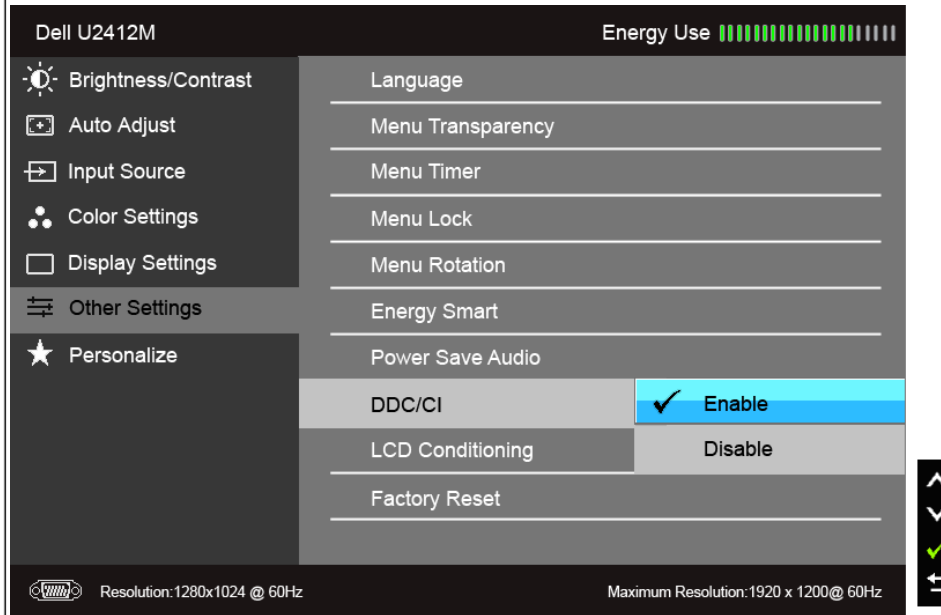 Dell U2412M Energy Use
Brightness/Contrast Language
Auto Adjust Menu Transparency
Input Source Menu Timer
Color Settings Menu Lock
Display Settings Menu Rotation
Other Settings Energy Smart
Personalize Power Save Audio
DDC/CI Enable
LCD Conditioning Disable
Factory Reset
Resolution:1280x1024 @ 60Hz Maximum Resolution:1920 x 1200@ 60Hz